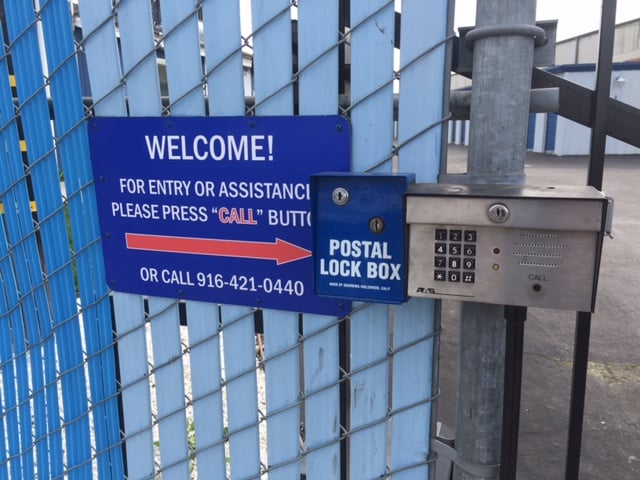 WELCOME!
FOR ENTRY OR ASSISTANC
PLEASE PRESS "CALL" BUTTO
OR CALL 916-421-0440
POSTAL
LOCK BOX
1 2 3
4 5 6
7 8 9
* 0 #
CALL